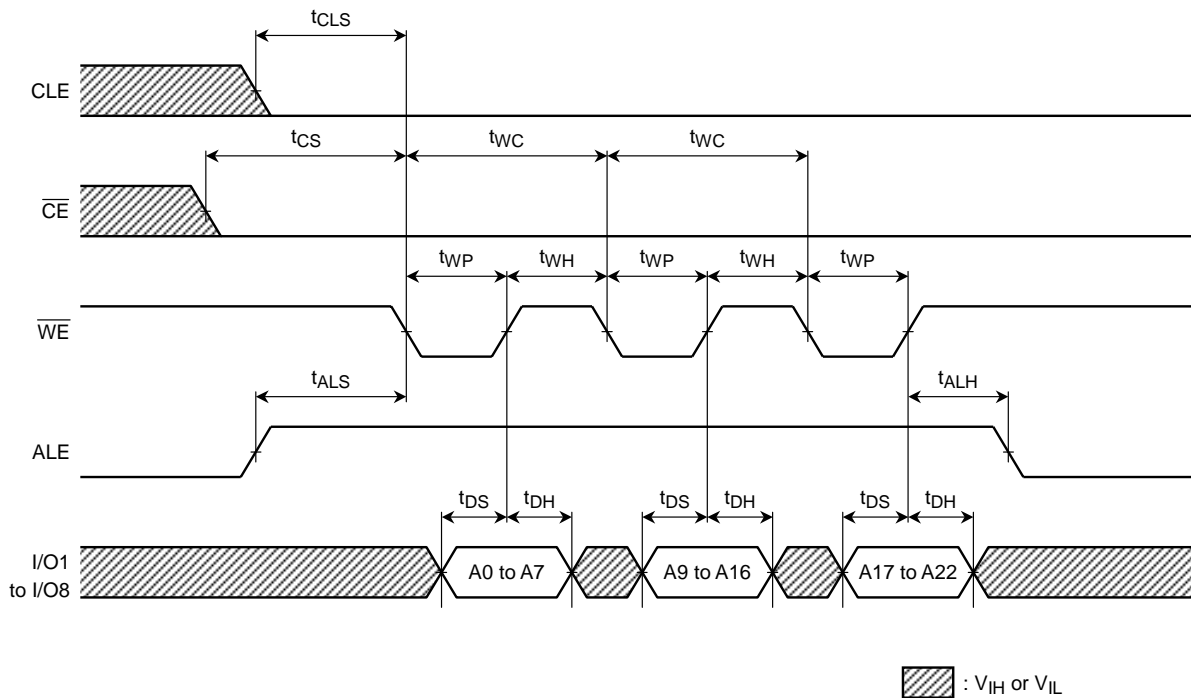 tCLS
CLE
tCS tWC tWC
CE
tWP tWH tWP tWH tWP
WE
tALS tALH
ALE
tDS tDH tDS tDH tDS tDH
I/O1
to I/O8
A0 to A7 A9 to A16 A17 to A22
: VIH or VIL